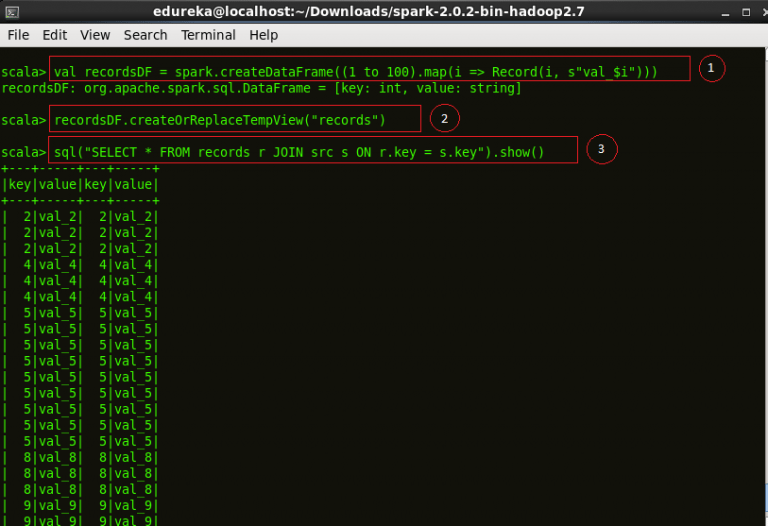 edureka@localhost:~/Downloads/spark-2.0.2-bin-hadoop2.7
File Edit View Search Terminal Help
scala> val recordsDF = spark.createDataFrame((1 to 100).map(i => Record(i, s"val_$i"))) 1
recordsDF: org.apache.spark.sql.DataFrame = [key: int, value: string]
scala> recordsDF.createOrReplaceTempView("records") 2
scala> sql("SELECT * FROM records r JOIN src s ON r.key = s.key").show() 3
+---+-----+---+-----+
|key|value|key|value|
+---+-----+---+-----+
|  2|val_2|  2|val_2|
|  2|val_2|  2|val_2|
|  2|val_2|  2|val_2|
|  4|val_4|  4|val_4|
|  4|val_4|  4|val_4|
|  4|val_4|  4|val_4|
|  5|val_5|  5|val_5|
|  5|val_5|  5|val_5|
|  5|val_5|  5|val_5|
|  5|val_5|  5|val_5|
|  5|val_5|  5|val_5|
|  5|val_5|  5|val_5|
|  5|val_5|  5|val_5|
|  5|val_5|  5|val_5|
|  5|val_5|  5|val_5|
|  8|val_8|  8|val_8|
|  8|val_8|  8|val_8|
|  8|val_8|  8|val_8|
|  9|val_9|  9|val_9|
|  9|val_9|  9|val_9|